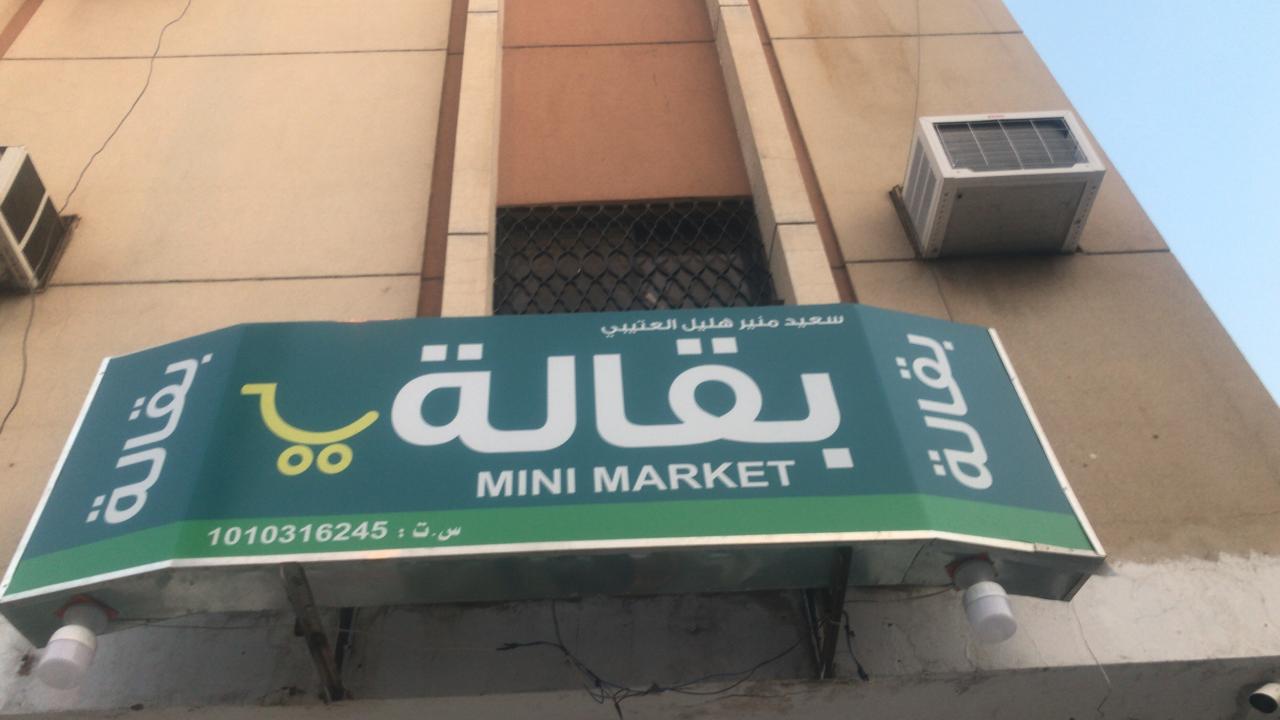 سعيد منير هليل العتيبي
بقالة
بقالة
بقالة
MINI MARKET
س.ت : 1010316245